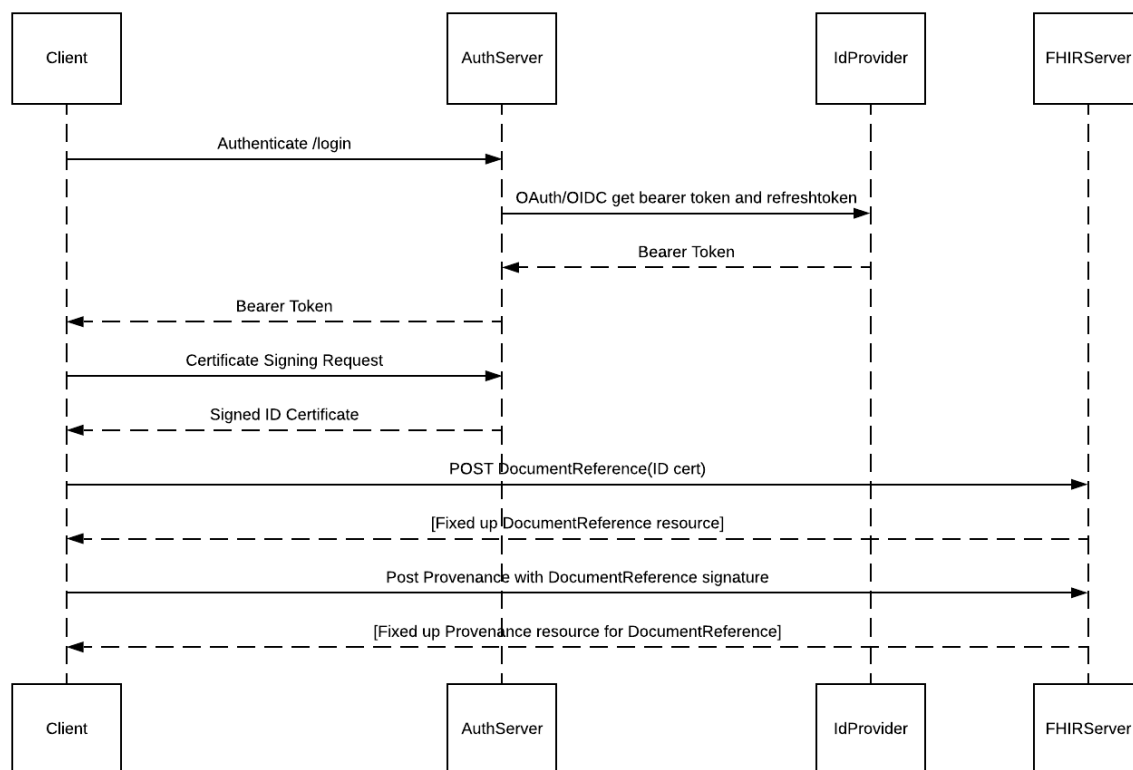 Client
AuthServer
IdProvider
FHIRServer
Authenticate /login
OAuth/OIDC get bearer token and refreshtoken
Bearer Token
Bearer Token
Certificate Signing Request
Signed ID Certificate
POST DocumentReference(ID cert)
[Fixed up DocumentReference resource]
Post Provenance with DocumentReference signature
[Fixed up Provenance resource for DocumentReference]
Client
AuthServer
IdProvider
FHIRServer